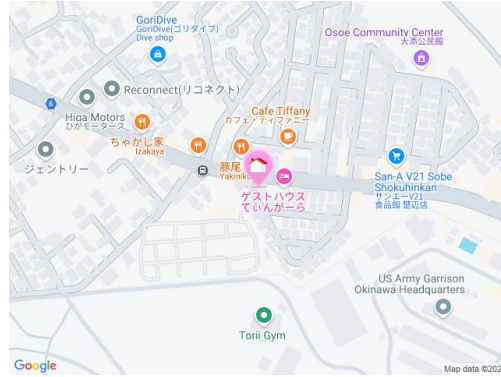 GoriDive
GoriDive(ゴリダイブ)
Dive shop
Osoe Community Center
大添公民館
Reconnect(リコネクト)
6
Higa Motors
ひがモータース
Cafe Tiffany
カフェ・ティファニー
ちゃかし家
Izakaya
ジェントリー
豚尾
Yakiniku
San-A V21 Sobe
Shokuhinkan
サンエーV21
食品館 楚辺店
ゲストハウス
てぃんがーら
US Army Garrison
Okinawa Headquarters
Torii Gym
Google
Map data ©202